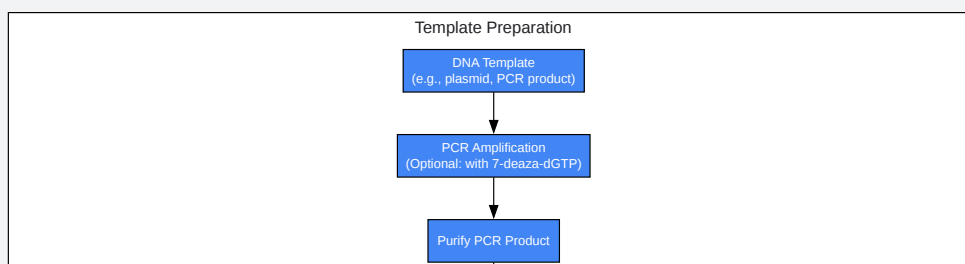 Template Preparation
DNA Template
(e.g., plasmid, PCR product)
PCR Amplification
(Optional: with 7-deaza-dGTP)
Purify PCR Product